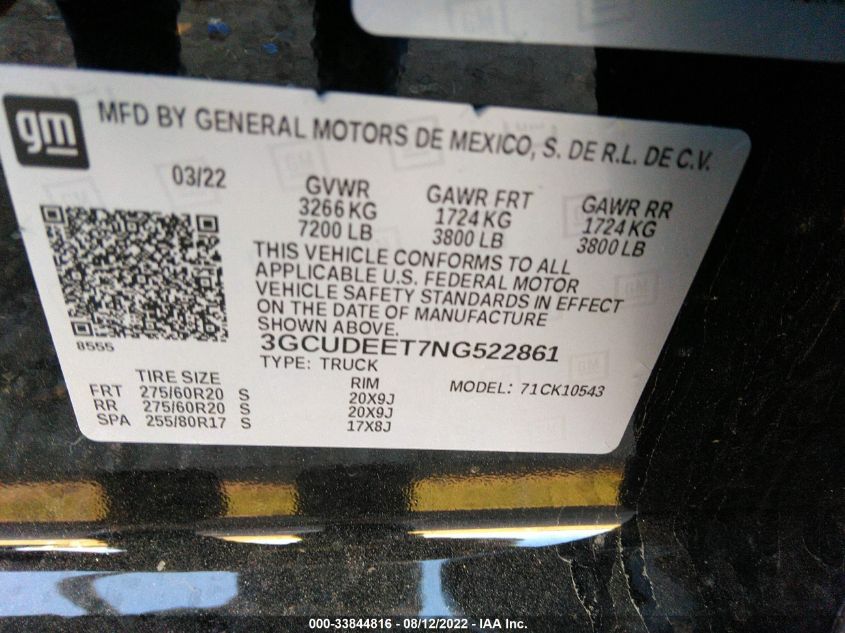 gm
MFD BY GENERAL MOTORS DE MEXICO, S. DE R.L. DE C.V.
03/22
GVWR
3266 KG
7200 LB
GAWR FRT
1724 KG
3800 LB
GAWR RR
1724 KG
3800 LB
THIS VEHICLE CONFORMS TO ALL
APPLICABLE U.S. FEDERAL MOTOR
VEHICLE SAFETY STANDARDS IN EFFECT
ON THE DATE OF MANUFACTURE
SHOWN ABOVE.
8555
3GCUDEET7NG522861
TYPE: TRUCK
MODEL: 71CK10543
TIRE SIZE RIM
FRT 275/60R20 S 20X9J
RR 275/60R20 S 20X9J
SPA 255/80R17 S 17X8J
000-33844816 - 08/12/2022 - IAA Inc.